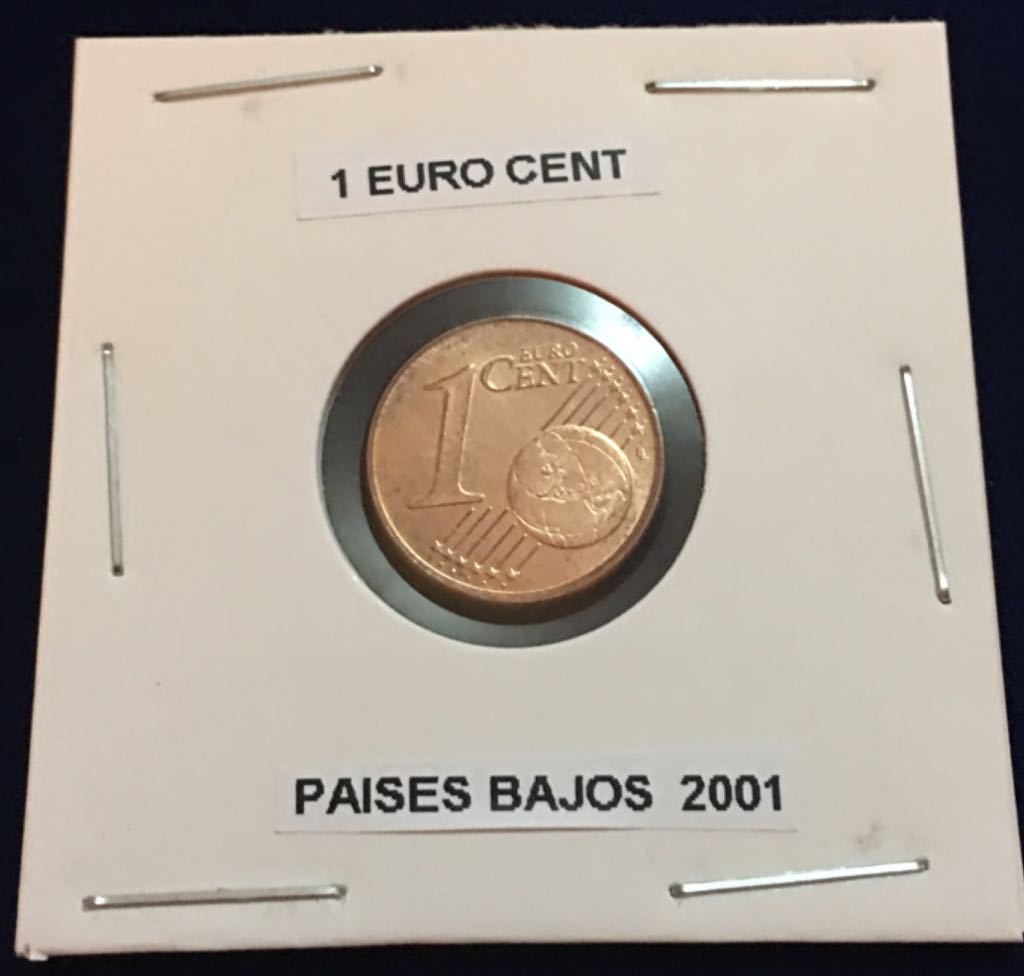 1 EURO CENT
1 EURO
CENT
PAISES BAJOS 2001